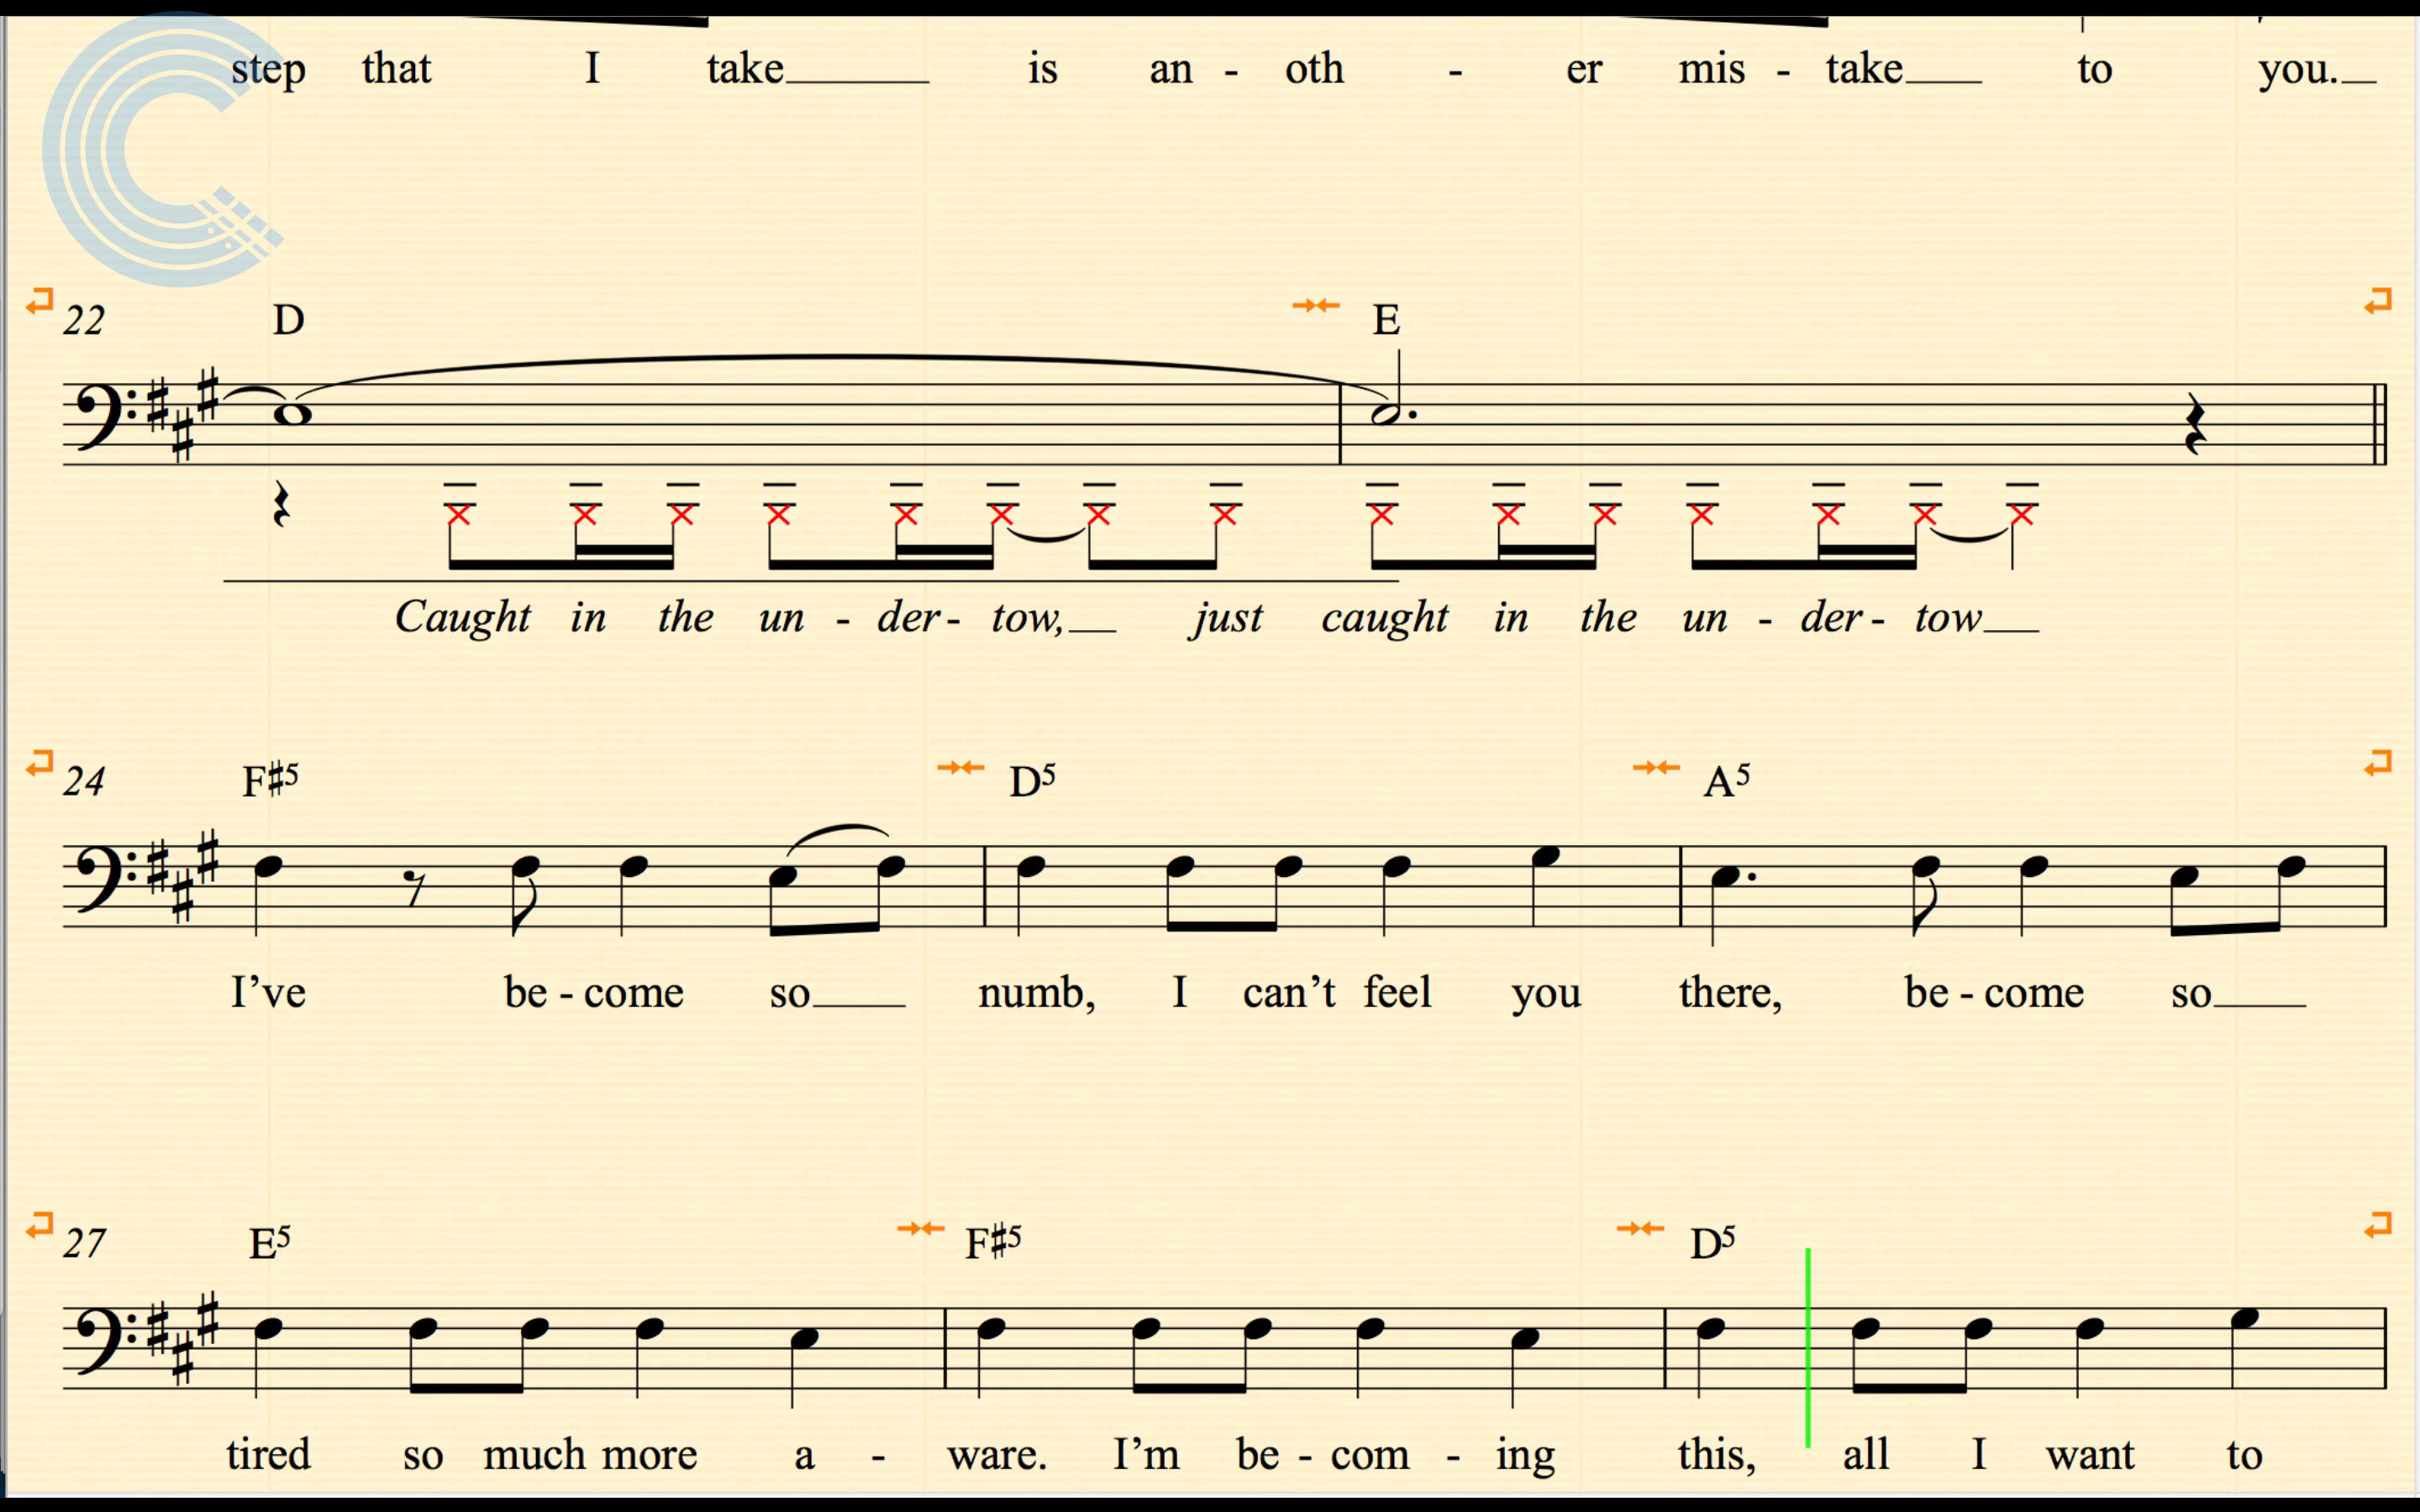 step that I take is an - oth - er mis - take to you.
22 D E
Caught in the un - der - tow, just caught in the un - der - tow
24 F♯5 D5 A5
I've be - come so numb, I can't feel you there, be - come so
27 E5 F♯5 D5
tired so much more a - ware. I'm be - com - ing this, all I want to